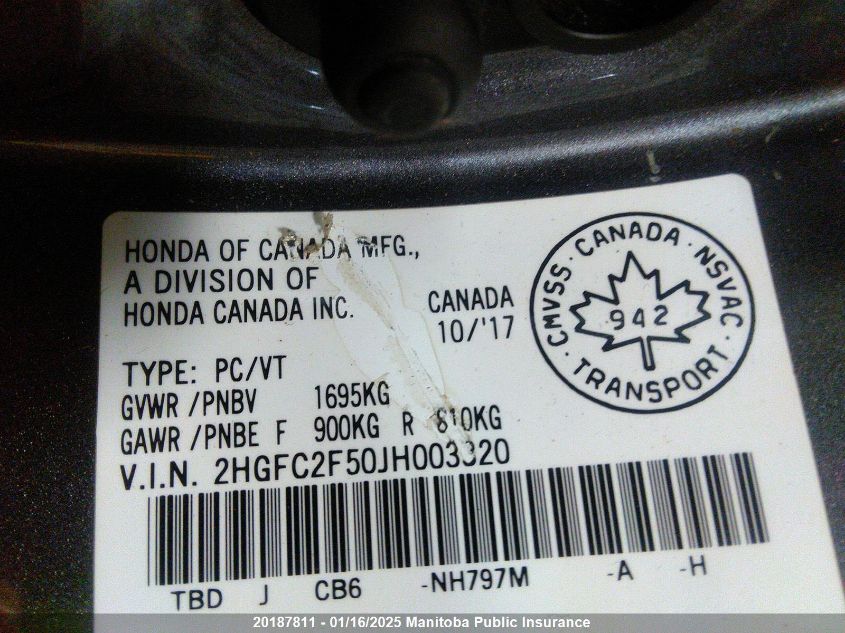 HONDA OF CANADA MFG.,
A DIVISION OF
HONDA CANADA INC.
CANADA
10/'17
CMVSS · CANADA · NSVAC · TRANSPORT ·
942
TYPE: PC/VT
GVWR /PNBV 1695KG
GAWR /PNBE F 900KG R 810KG
V.I.N. 2HGFC2F50JH003320
TBD J CB6 -NH797M -A -H
20187811 - 01/16/2025 Manitoba Public Insurance